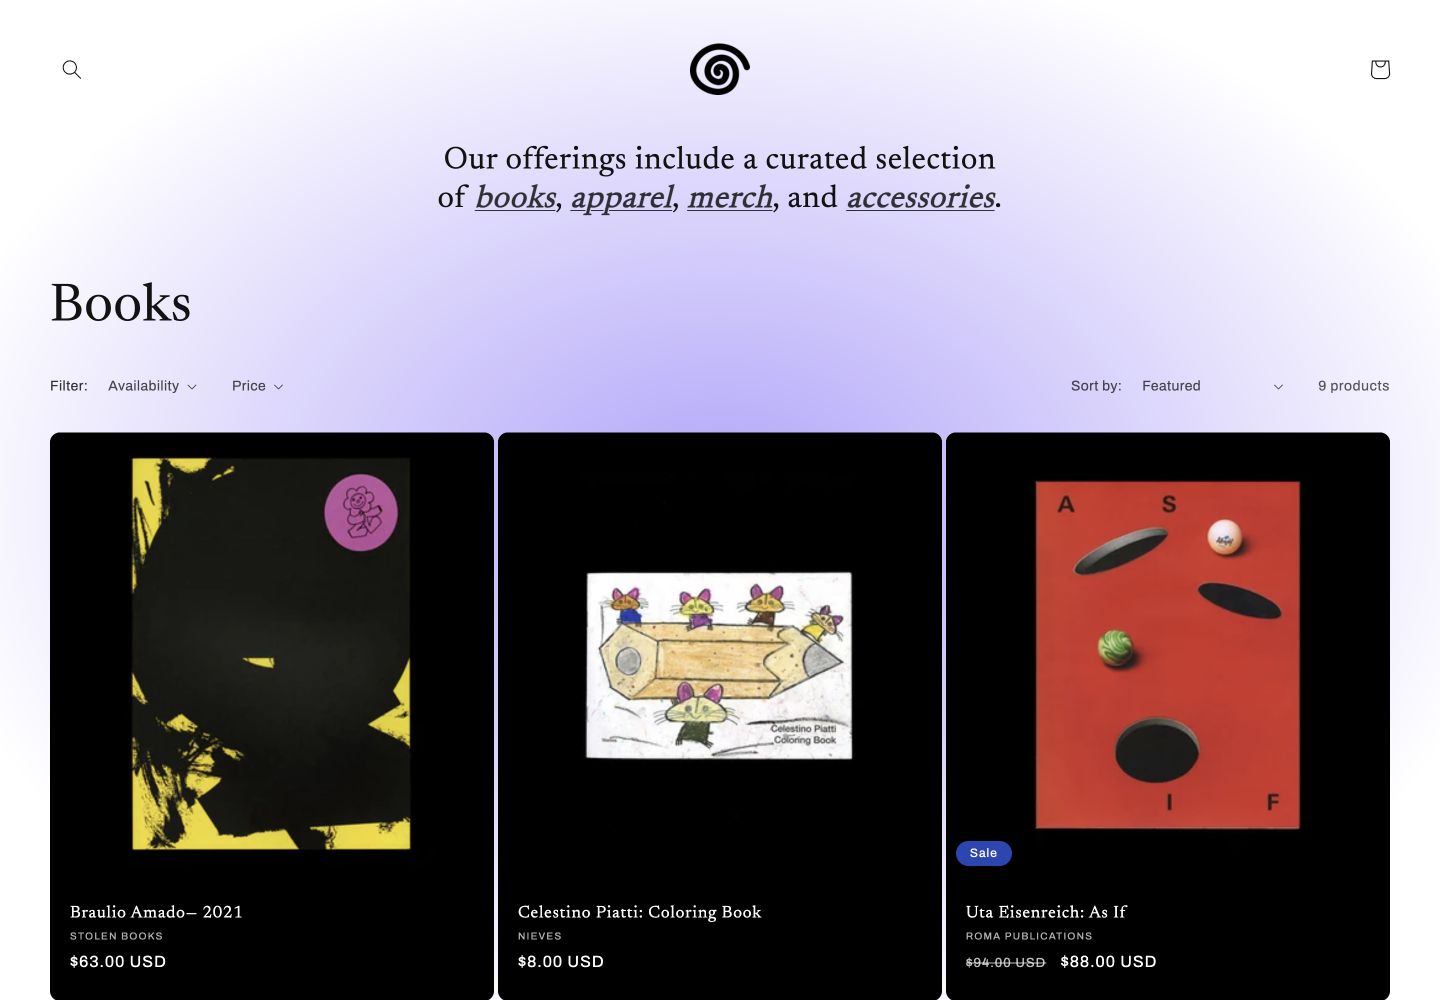 Our offerings include a curated selection
of books, apparel, merch, and accessories.
Books
Filter: Availability Price
Sort by: Featured 9 products
Celestino Piatti
Coloring Book
A S
I F
Sale
Braulio Amado– 2021
STOLEN BOOKS
$63.00 USD
Celestino Piatti: Coloring Book
NIEVES
$8.00 USD
Uta Eisenreich: As If
ROMA PUBLICATIONS
$94.00 USD $88.00 USD